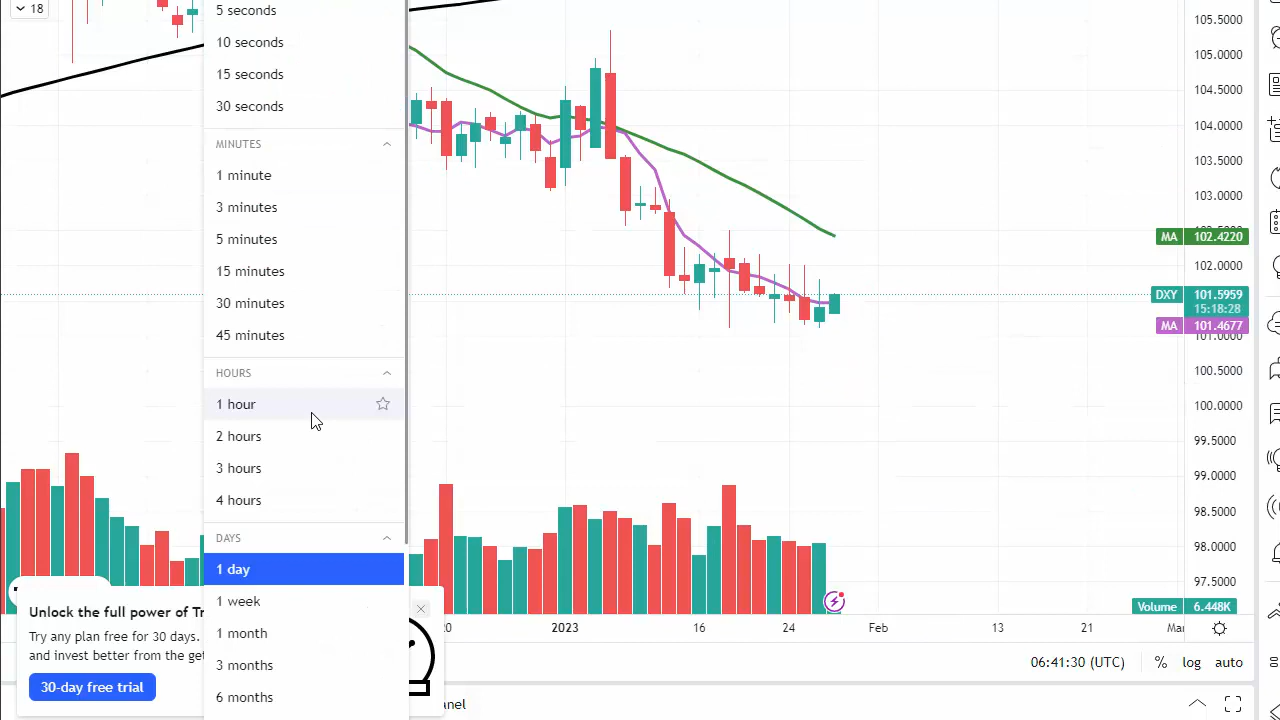 18
5 seconds
10 seconds
15 seconds
30 seconds
MINUTES
1 minute
3 minutes
5 minutes
15 minutes
30 minutes
45 minutes
HOURS
1 hour
2 hours
3 hours
4 hours
DAYS
1 day
1 week
1 month
3 months
6 months
105.5000
105.0000
104.5000
104.0000
103.5000
103.0000
MA 102.4220
102.0000
DXY 101.5959
15:18:28
MA 101.4677
101.0000
100.5000
100.0000
99.5000
99.0000
98.5000
98.0000
97.5000
Volume 6.448K
20 2023 16 24 Feb 13 21 Mar
Unlock the full power of Tr
Try any plan free for 30 days.
and invest better from the get
30-day free trial
06:41:30 (UTC) % log auto
anel